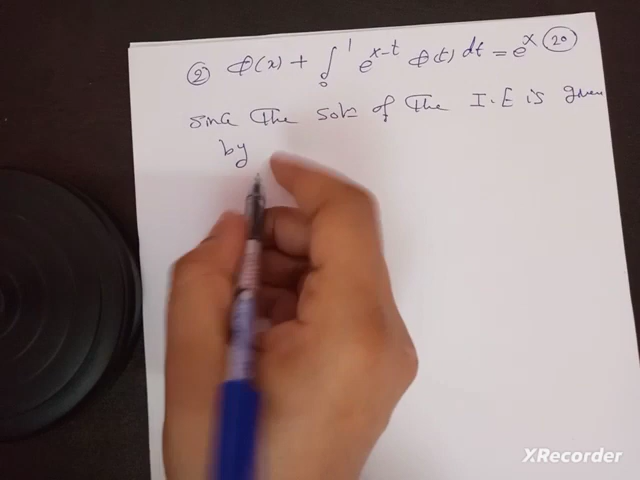 ② Φ(x) + ∫₀¹ e^{x-t} Φ(t) dt = e^x ⑳
since The soln of The I.E is given
by
XRecorder